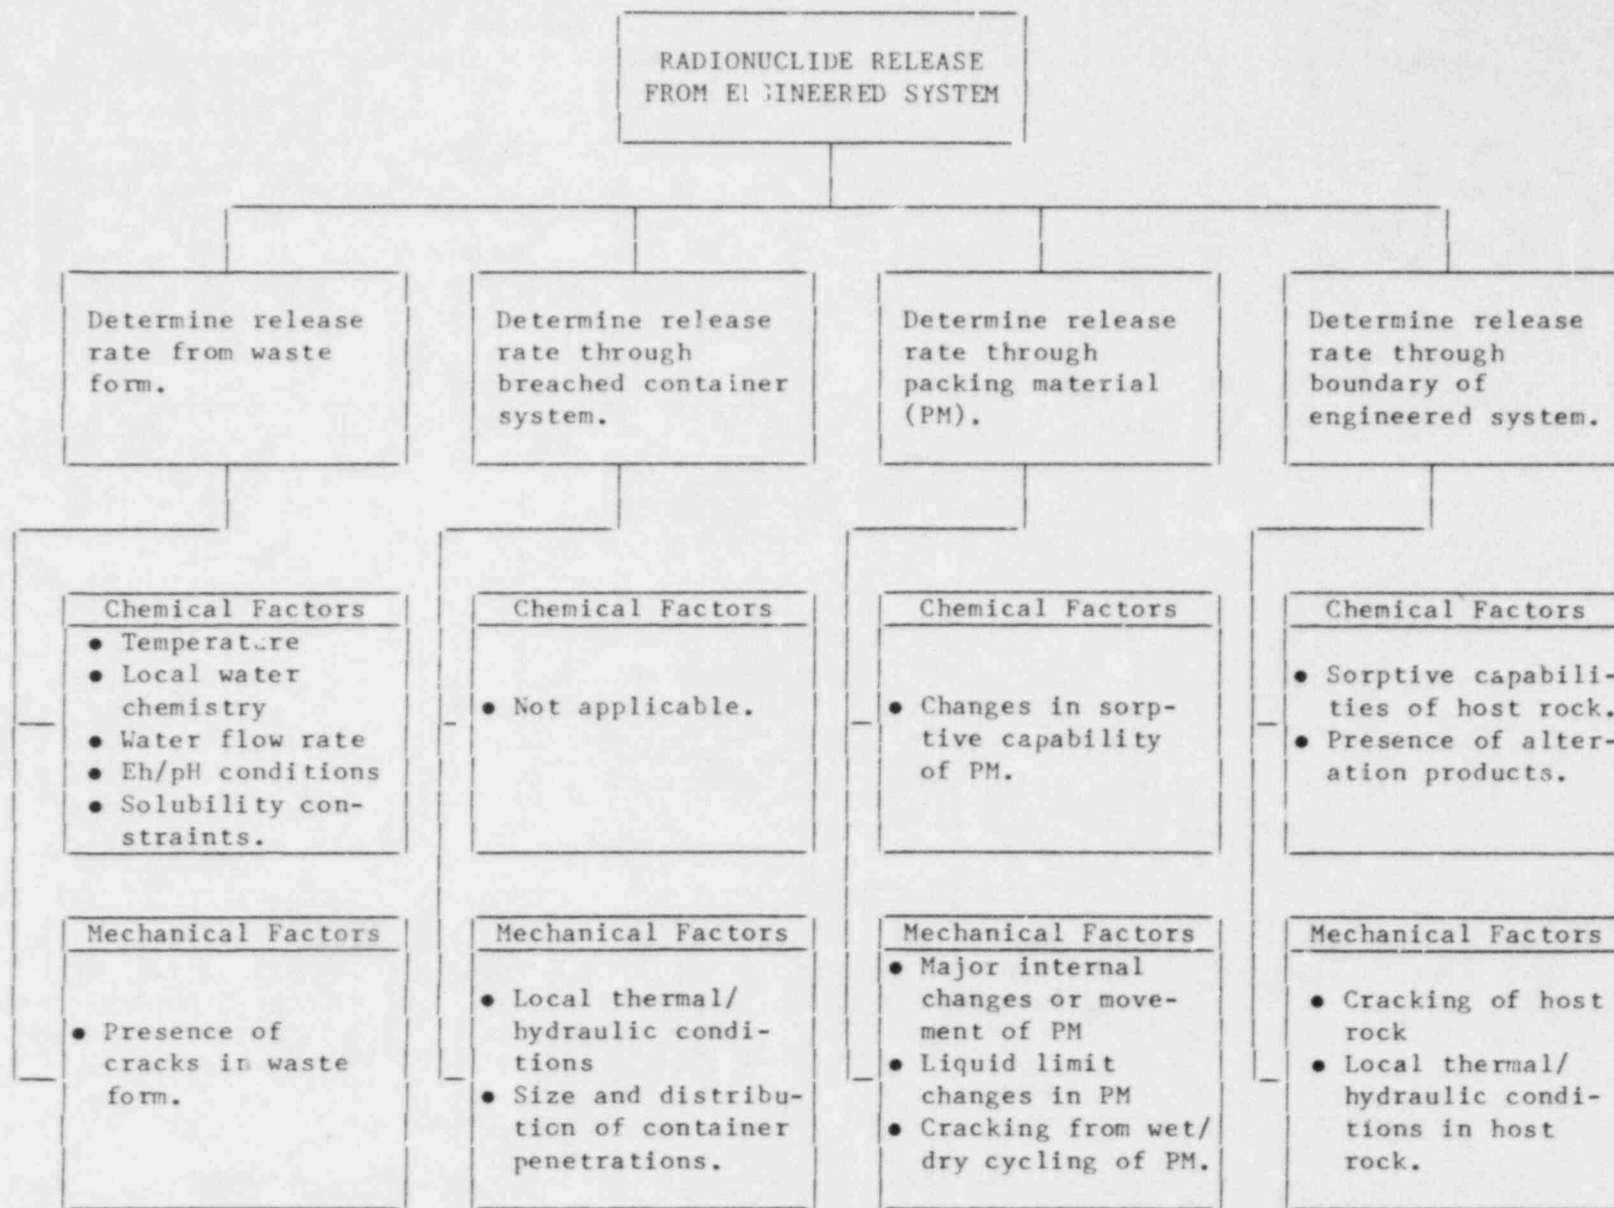 RADIONUCLIDE RELEASE
FROM E INEERED SYSTEM
Determine release
rate from waste
form.
Determine release
rate through
breached container
system.
Determine release
rate through
packing material
(PM).
Determine release
rate through
boundary of
engineered system.
Chemical Factors
● Temperature
● Local water
chemistry
● Water flow rate
● Eh/pH conditions
● Solubility con-
straints.
Chemical Factors
● Not applicable.
Chemical Factors
● Changes in sorp-
tive capability
of PM.
Chemical Factors
● Sorptive capabili-
ties of host rock.
● Presence of alter-
ation products.
Mechanical Factors
● Presence of
cracks in waste
form.
Mechanical Factors
● Local thermal/
hydraulic condi-
tions
● Size and distribu-
tion of container
penetrations.
Mechanical Factors
● Major internal
changes or move-
ment of PM
● Liquid limit
changes in PM
● Cracking from wet/
dry cycling of PM.
Mechanical Factors
● Cracking of host
rock
● Local thermal/
hydraulic condi-
tions in host
rock.